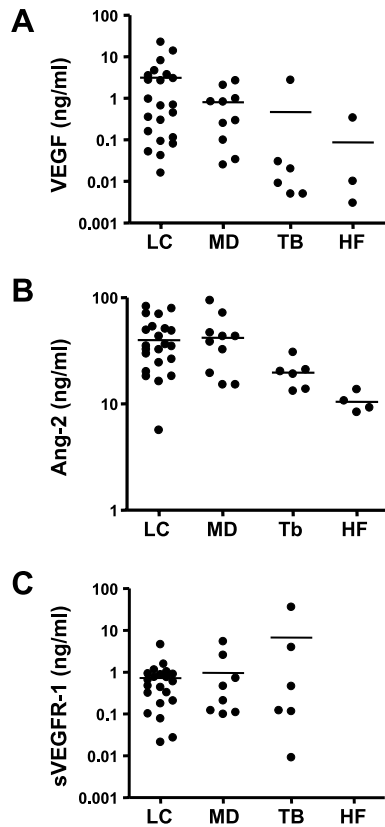 A
VEGF (ng/ml)
100
10
1
0.1
0.01
0.001
LC MD TB HF
B
Ang-2 (ng/ml)
100
10
1
LC MD Tb HF
C
sVEGFR-1 (ng/ml)
100
10
1
0.1
0.01
0.001
LC MD TB HF